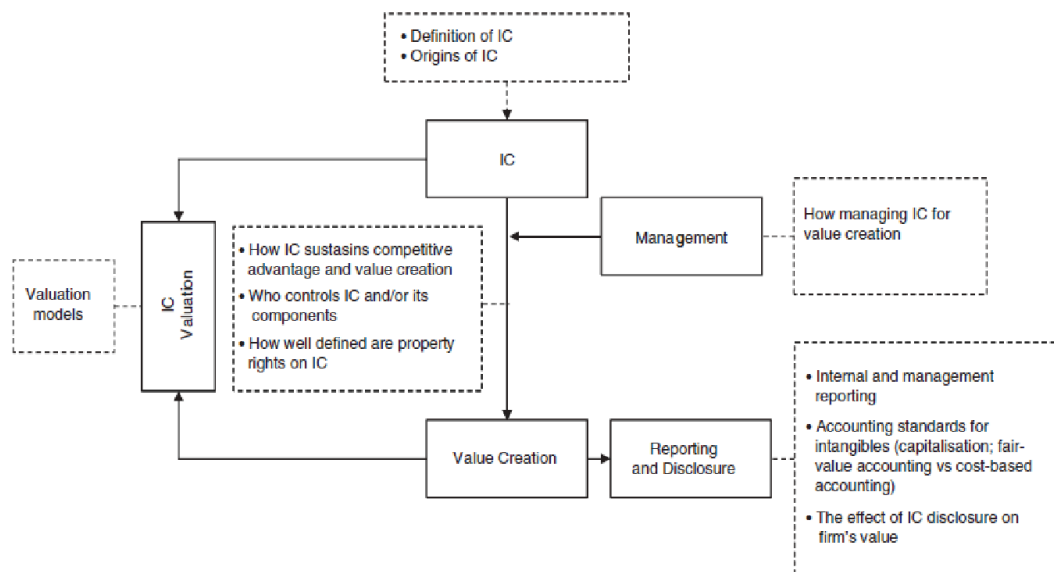 • Definition of IC
• Origins of IC
IC
Management
How managing IC for
value creation
• How IC sustasins competitive
advantage and value creation
• Who controls IC and/or its
components
• How well defined are property
rights on IC
Valuation
models
IC
Valuation
Value Creation
Reporting
and Disclosure
• Internal and management
reporting
• Accounting standards for
intangibles (capitalisation; fair-
value accounting vs cost-based
accounting)
• The effect of IC disclosure on
firm's value